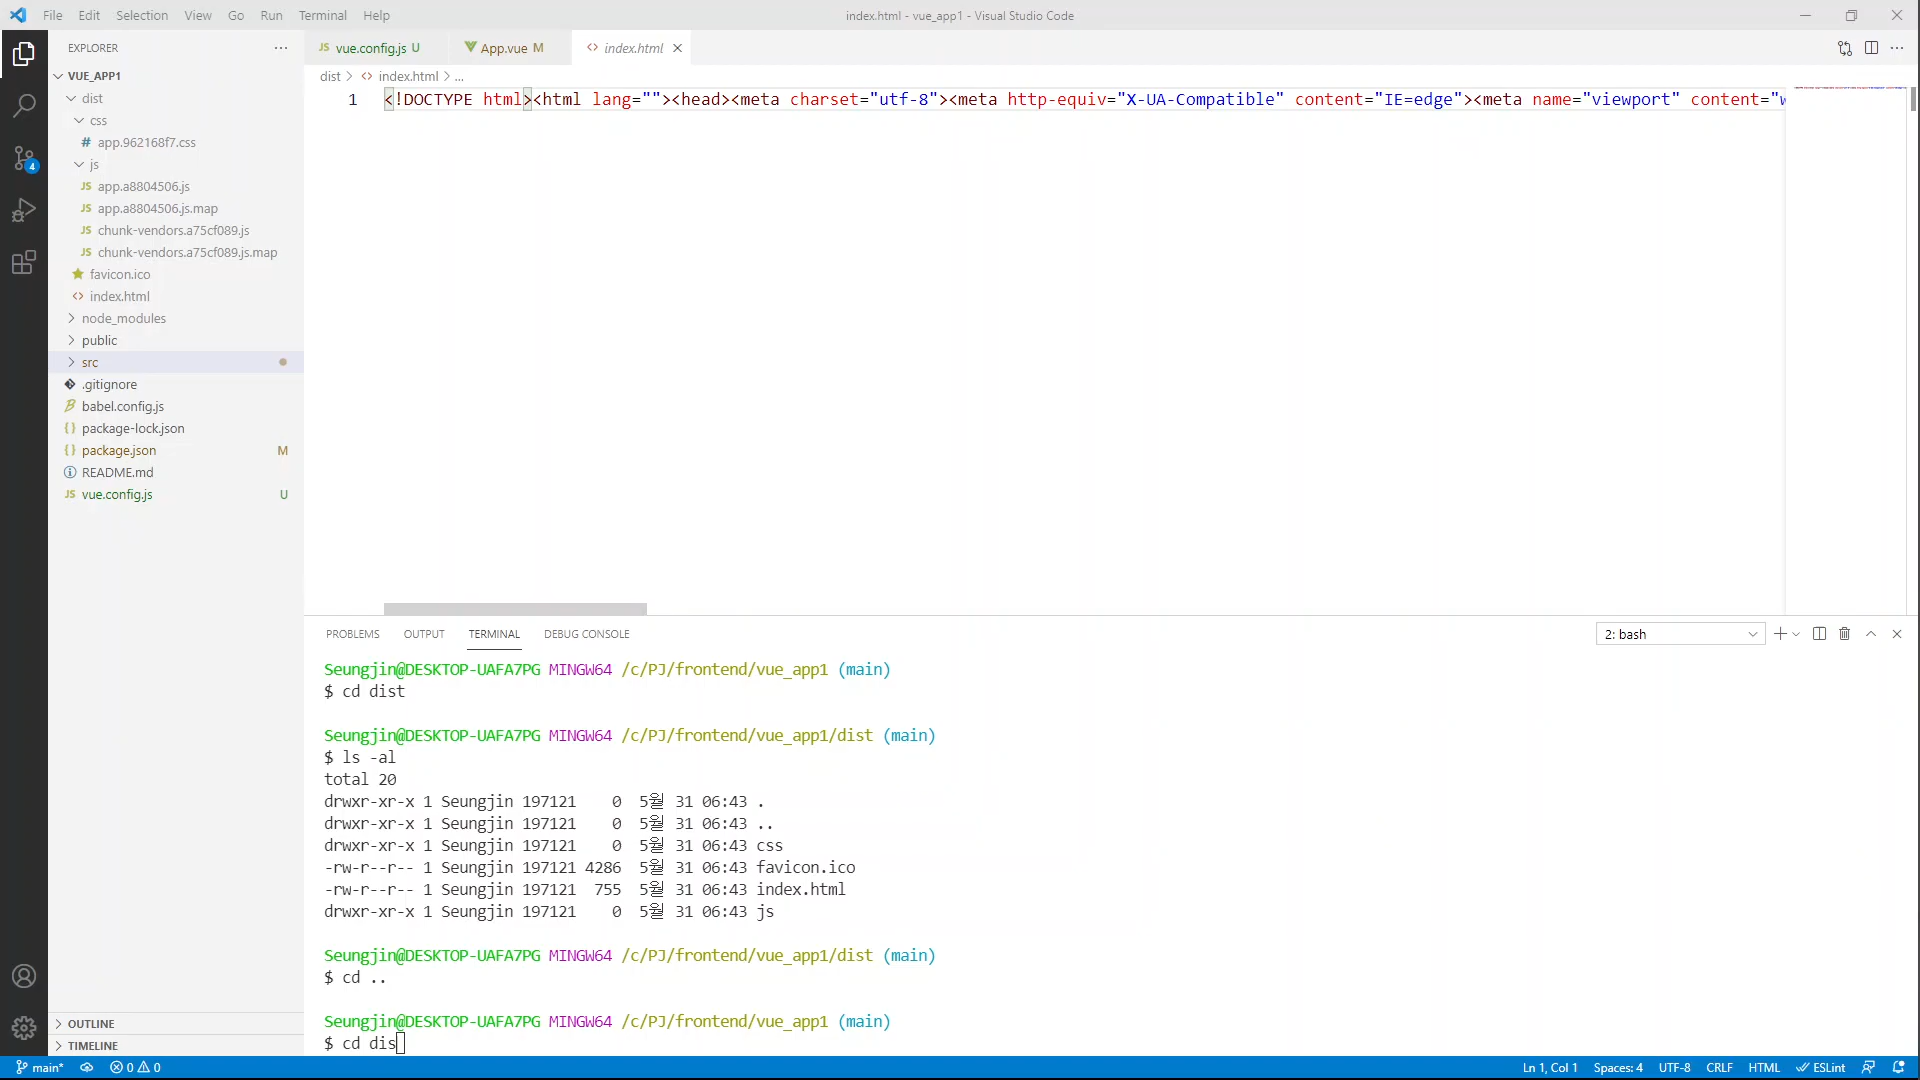 File Edit Selection View Go Run Terminal Help
index.html - vue_app1 - Visual Studio Code
EXPLORER
VUE_APP1
dist
css
# app.962168f7.css
js
JS app.a8804506.js
JS app.a8804506.js.map
JS chunk-vendors.a75cf089.js
JS chunk-vendors.a75cf089.js.map
favicon.ico
<> index.html
node_modules
public
src
.gitignore
babel.config.js
{} package-lock.json
{} package.json M
README.md
JS vue.config.js U
OUTLINE
TIMELINE
4
JS vue.config.js U
App.vue M
<> index.html
dist > <> index.html > ...
1 <!DOCTYPE html><html lang=""><head><meta charset="utf-8"><meta http-equiv="X-UA-Compatible" content="IE=edge"><meta name="viewport" content="w
PROBLEMS OUTPUT TERMINAL DEBUG CONSOLE
2: bash
Seungjin@DESKTOP-UAFA7PG MINGW64 /c/PJ/frontend/vue_app1 (main)
$ cd dist
Seungjin@DESKTOP-UAFA7PG MINGW64 /c/PJ/frontend/vue_app1/dist (main)
$ ls -al
total 20
drwxr-xr-x 1 Seungjin 197121 0 5월 31 06:43 .
drwxr-xr-x 1 Seungjin 197121 0 5월 31 06:43 ..
drwxr-xr-x 1 Seungjin 197121 0 5월 31 06:43 css
-rw-r--r-- 1 Seungjin 197121 4286 5월 31 06:43 favicon.ico
-rw-r--r-- 1 Seungjin 197121 755 5월 31 06:43 index.html
drwxr-xr-x 1 Seungjin 197121 0 5월 31 06:43 js
Seungjin@DESKTOP-UAFA7PG MINGW64 /c/PJ/frontend/vue_app1/dist (main)
$ cd ..
Seungjin@DESKTOP-UAFA7PG MINGW64 /c/PJ/frontend/vue_app1 (main)
$ cd dis
main* 0 0
Ln 1, Col 1 Spaces: 4 UTF-8 CRLF HTML ESLint